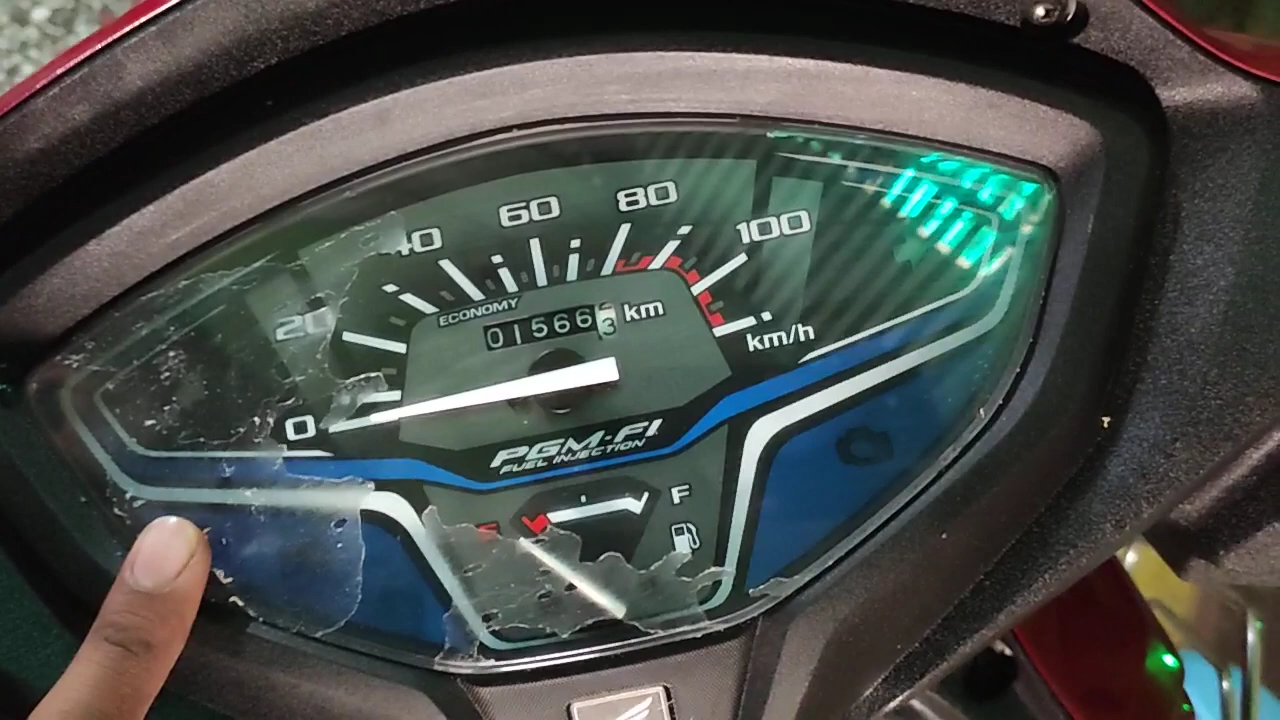 20
40
60
80
100
ECONOMY
015663
km
km/h
0
PGM-FI
FUEL INJECTION
E
F